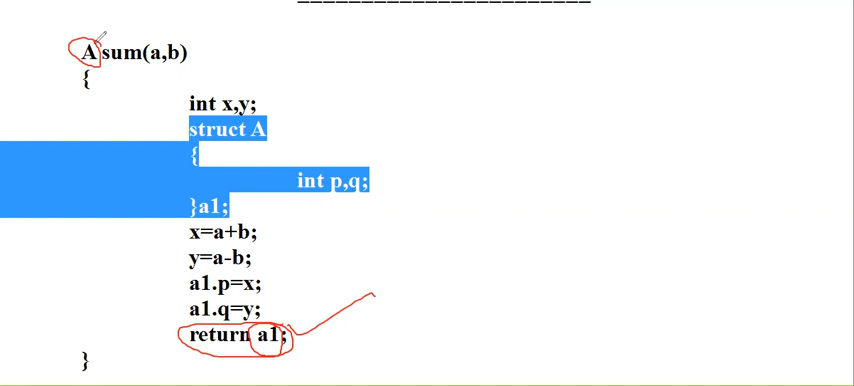 A sum(a,b)
{
int x,y;
struct A
{
int p,q;
}a1;
x=a+b;
y=a-b;
a1.p=x;
a1.q=y;
return a1;
}